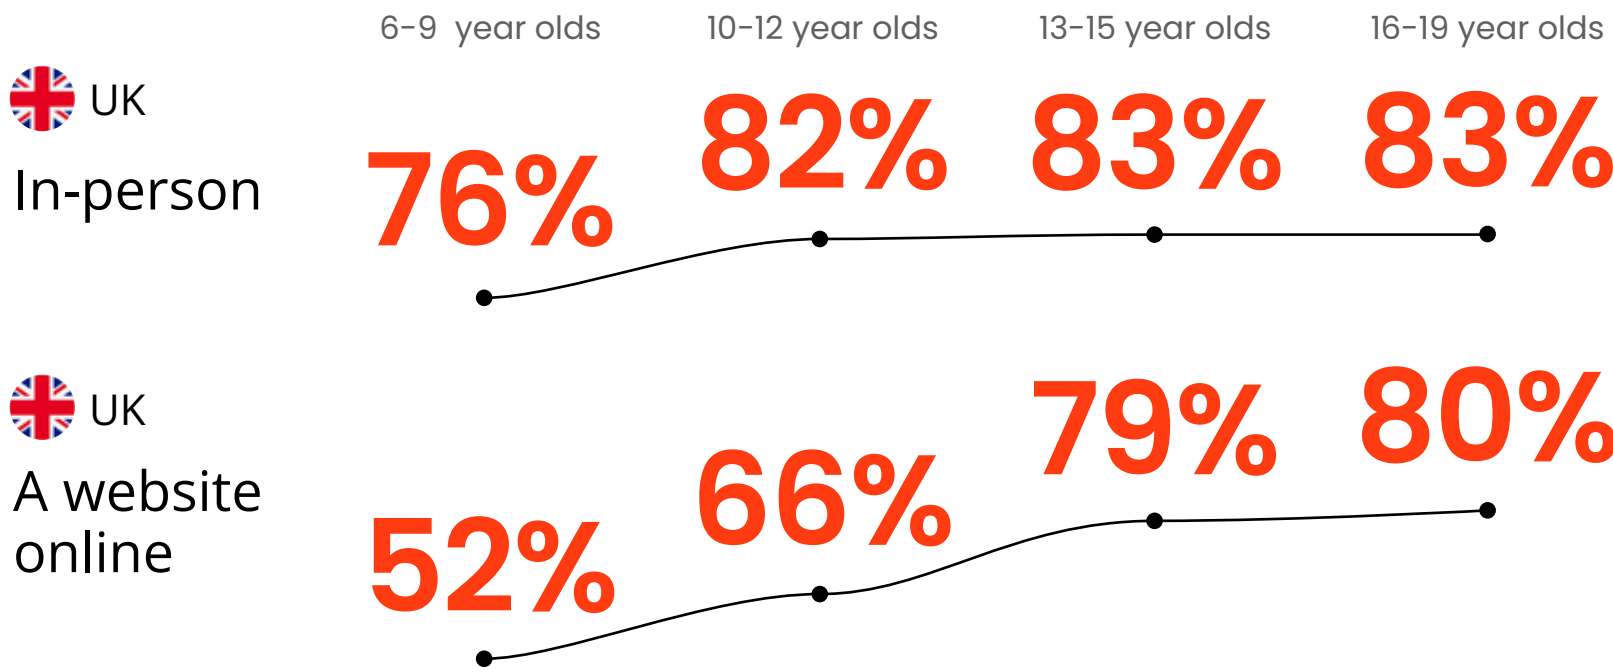 6-9 year olds 10-12 year olds 13-15 year olds 16-19 year olds
UK
In-person
76% 82% 83% 83%
UK
A website
online
52% 66% 79% 80%